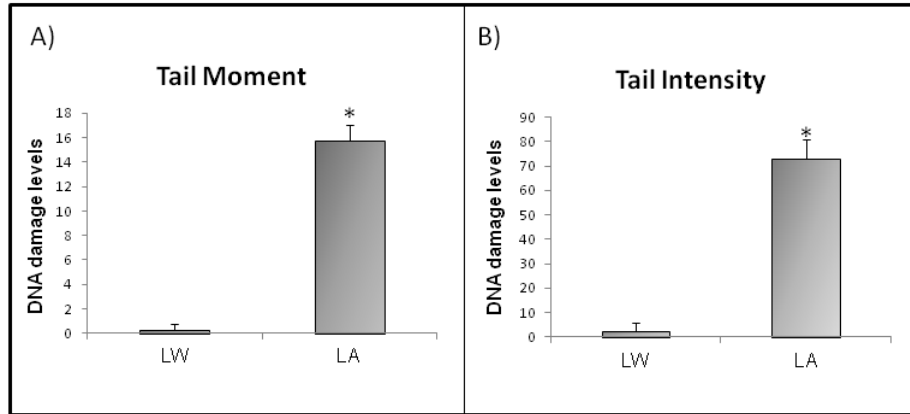 A)
Tail Moment
DNA damage levels
18
16
14
12
10
8
6
4
2
0
*
LW
LA
B)
Tail Intensity
DNA damage levels
90
80
70
60
50
40
30
20
10
0
*
LW
LA